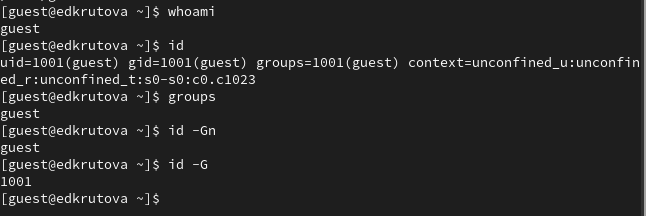 [guest@edkrutova ~]$ whoami
guest
[guest@edkrutova ~]$ id
uid=1001(guest) gid=1001(guest) groups=1001(guest) context=unconfined_u:unconfin
ed_r:unconfined_t:s0-s0:c0.c1023
[guest@edkrutova ~]$ groups
guest
[guest@edkrutova ~]$ id -Gn
guest
[guest@edkrutova ~]$ id -G
1001
[guest@edkrutova ~]$